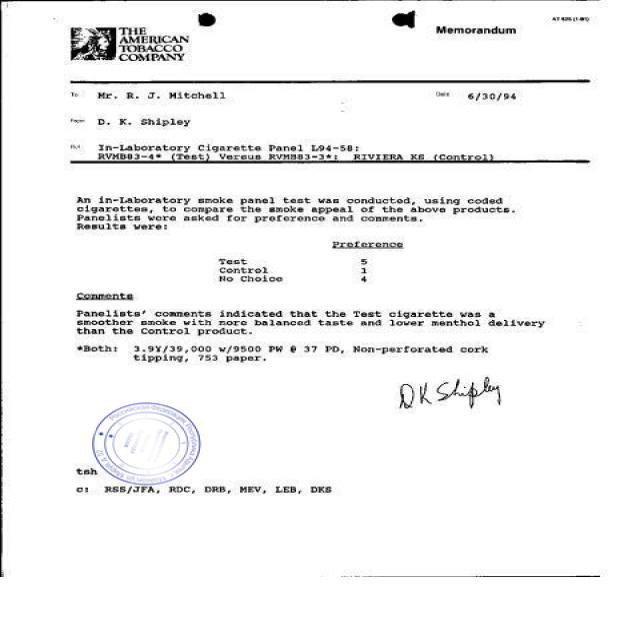 AT 625 (1-91)
THE
AMERICAN
TOBACCO
COMPANY
Memorandum
To Mr. R. J. Mitchell
Date 6/30/94
From D. K. Shipley
In-Laboratory Cigarette Panel L94-58:
RVMB83-4* (Test) Versus RVMB83-3*: RIVIERA KS (Control)
An in-Laboratory smoke panel test was conducted, using coded
cigarettes, to compare the smoke appeal of the above products.
Panelists were asked for preference and comments.
Results were:
Preference
Test 5
Control 1
No Choice 4
Comments
Panelists' comments indicated that the Test cigarette was a
smoother smoke with more balanced taste and lower menthol delivery
than the Control product.
*Both: 3.9Y/39,000 w/9500 PW @ 37 PD, Non-perforated cork
tipping, 753 paper.
DK Shipley
Российская Федерация
tsh
c: RSS/JFA, RDC, DRB, MEV, LEB, DKS